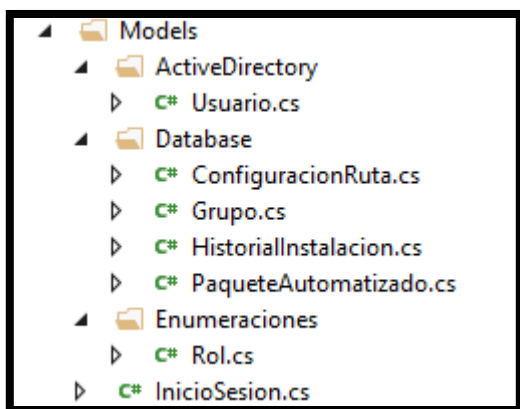 Models
ActiveDirectory
C# Usuario.cs
Database
C# ConfiguracionRuta.cs
C# Grupo.cs
C# HistorialInstalacion.cs
C# PaqueteAutomatizado.cs
Enumeraciones
C# Rol.cs
C# InicioSesion.cs